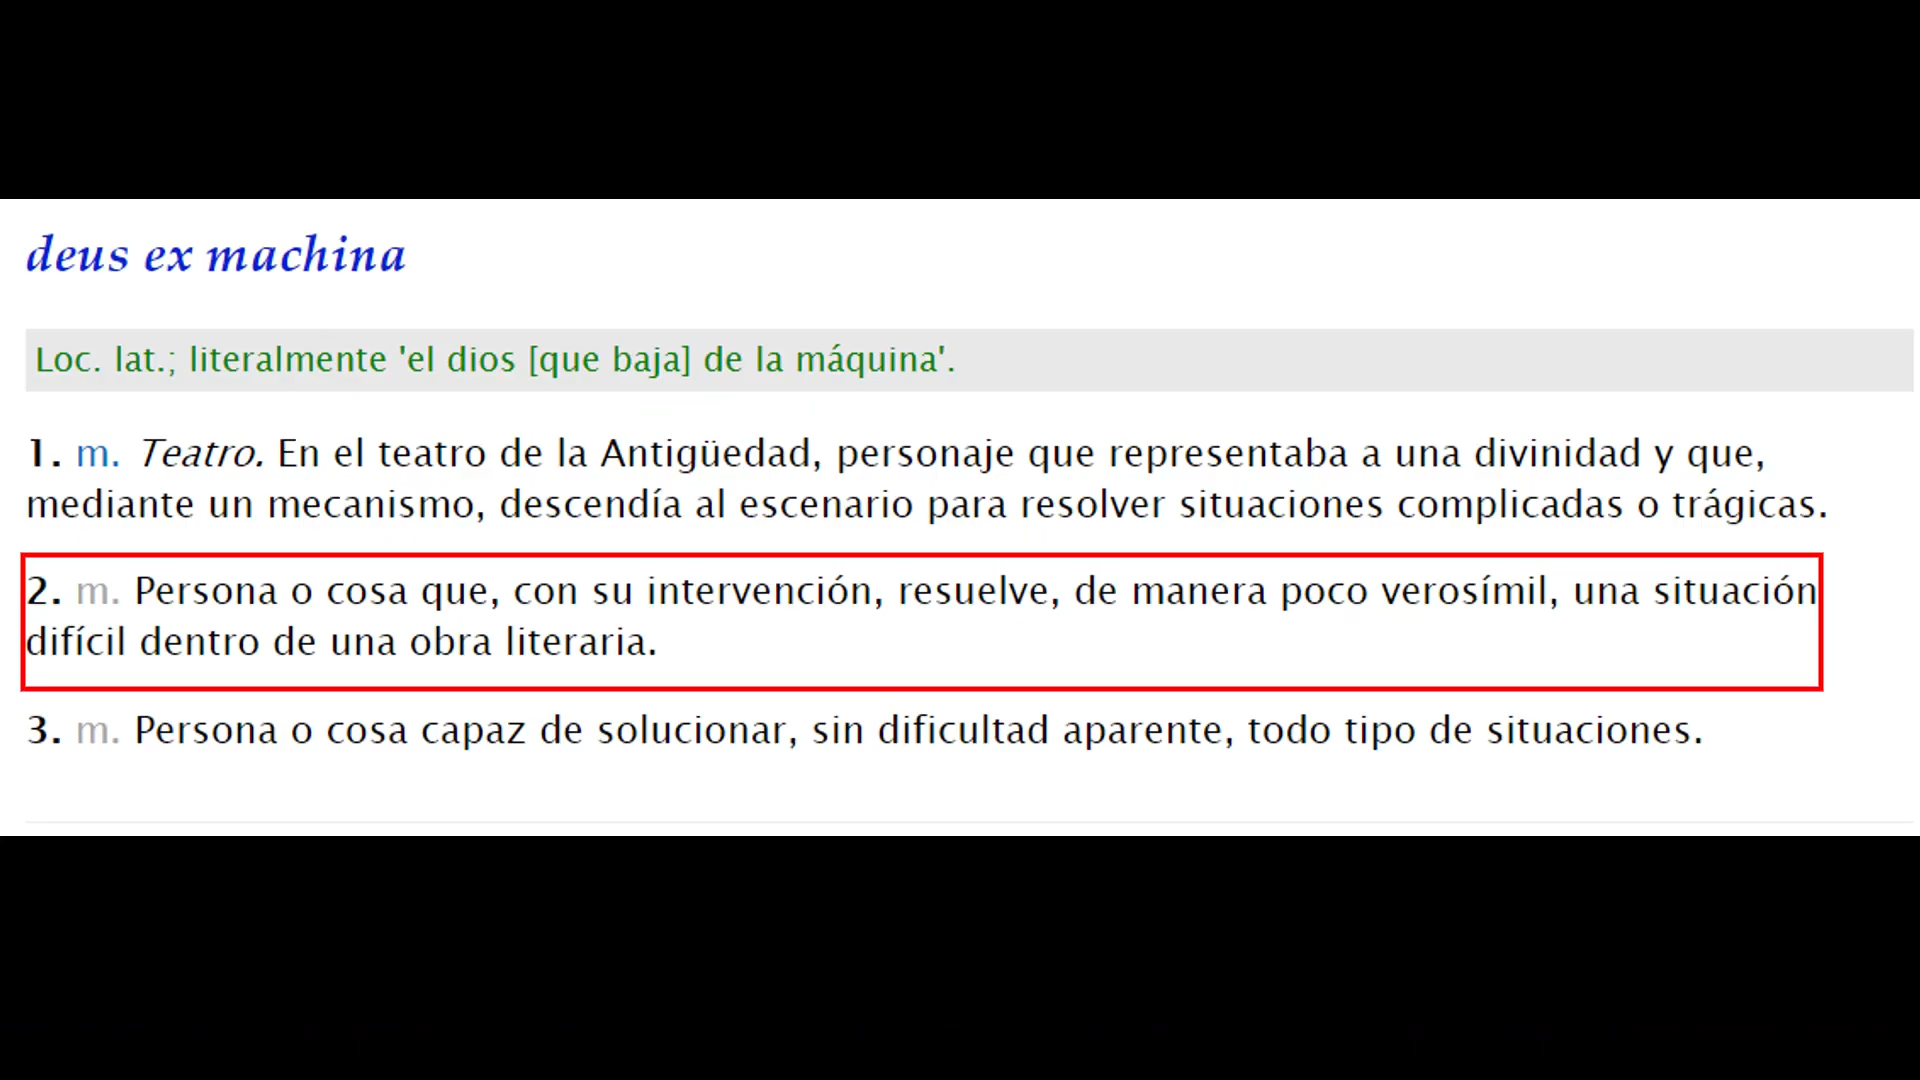 deus ex machina
Loc. lat.; literalmente 'el dios [que baja] de la máquina'.
1. m. Teatro. En el teatro de la Antigüedad, personaje que representaba a una divinidad y que,
mediante un mecanismo, descendía al escenario para resolver situaciones complicadas o trágicas.
2. m. Persona o cosa que, con su intervención, resuelve, de manera poco verosímil, una situación
difícil dentro de una obra literaria.
3. m. Persona o cosa capaz de solucionar, sin dificultad aparente, todo tipo de situaciones.